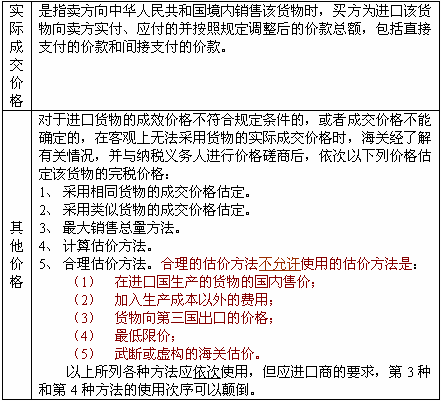 实际成交价格
是指卖方向中华人民共和国境内销售该货物时，买方为进口该货
物向卖方实付、应付的并按照规定调整后的价款总额，包括直接
支付的价款和间接支付的价款。
其他价格
对于进口货物的成效价格不符合规定条件的，或者成交价格不能
确定的，在客观上无法采用货物的实际成交价格时，海关经了解
有关情况，并与纳税义务人进行价格磋商后，依次以下列价格估
定该货物的完税价格：
1、 采用相同货物的成交价格估定。
2、 采用类似货物的成交价格估定。
3、 最大销售总量方法。
4、 计算估价方法。
5、 合理估价方法。合理的估价方法不允许使用的估价方法是：
（1） 在进口国生产的货物的国内售价；
（2） 加入生产成本以外的费用；
（3） 货物向第三国出口的价格；
（4） 最低限价；
（5） 武断或虚构的海关估价。
以上所列各种方法应依次使用，但应进口商的要求，第 3 种
和第 4 种方法的使用次序可以颠倒。